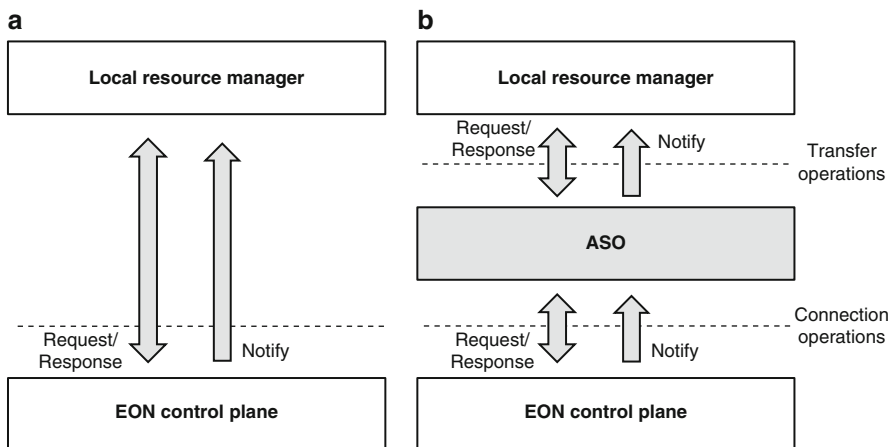 a
Local resource manager
Request/
Response
Notify
EON control plane
b
Local resource manager
Request/
Response
Notify
Transfer
operations
ASO
Connection
operations
Request/
Response
Notify
EON control plane